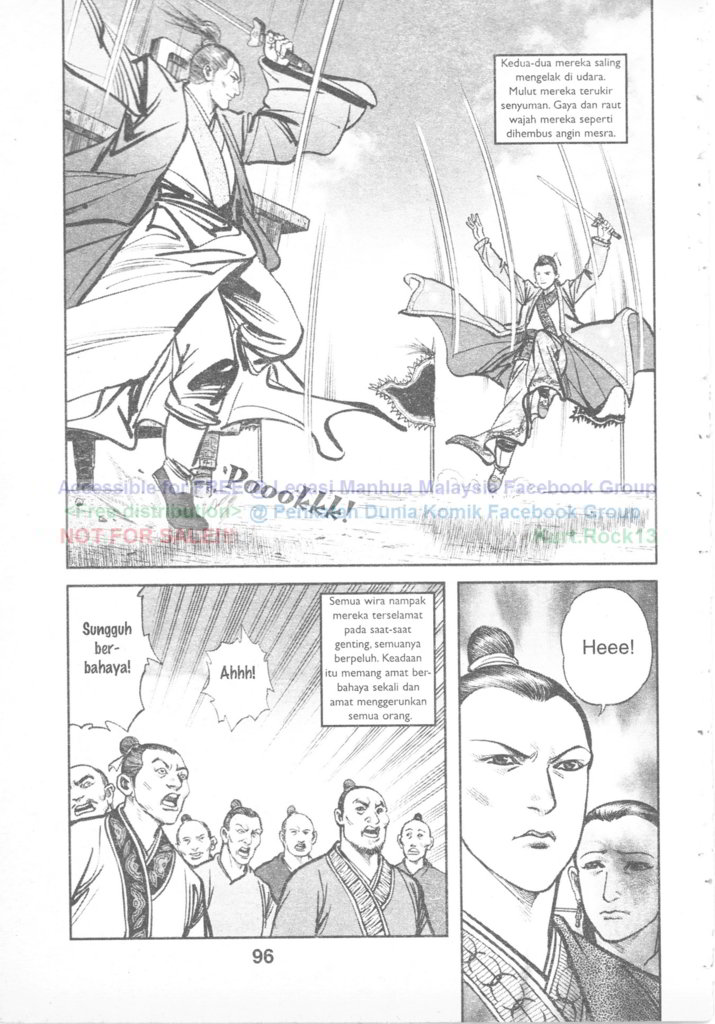 Kedua-dua mereka saling
mengelak di udara.
Mulut mereka terukir
senyuman. Gaya dan raut
wajah mereka seperti
dihembus angin mesra.
'Poookkk!
Accessible for FREE @ Legasi Manhua Malaysia Facebook Group
<Free distribution> @ Peminat Dunia Komik Facebook Group
NOT FOR SALE!!!
Kurt.Rock13
Sungguh
ber-
bahaya!
Ahhh!
Semua wira nampak
mereka terselamat
pada saat-saat
genting, semuanya
berpeluh. Keadaan
itu memang amat ber-
bahaya sekali dan
amat menggerunkan
semua orang.
Heee!
96